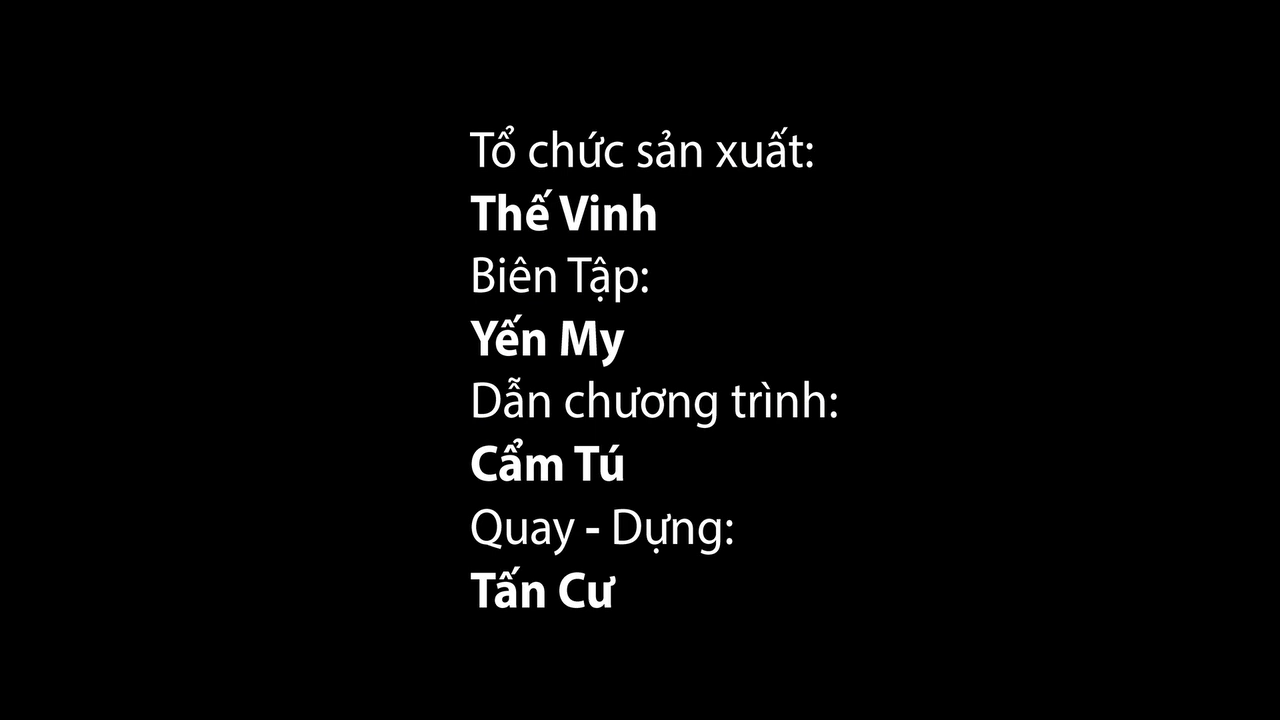 Tổ chức sản xuất:
Thế Vinh
Biên Tập:
Yến My
Dẫn chương trình:
Cẩm Tú
Quay - Dựng:
Tấn Cư